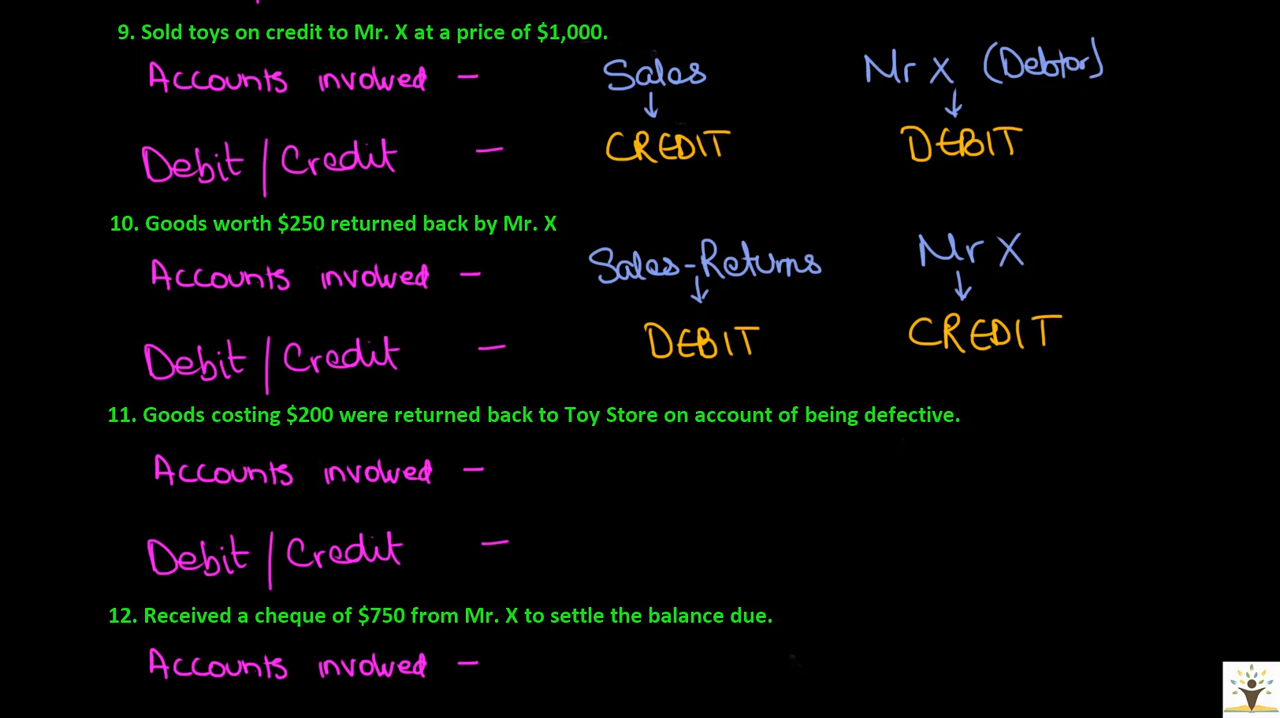 9. Sold toys on credit to Mr. X at a price of $1,000.
Accounts involved – Sales Mr X (Debtor)
Debit / Credit – CREDIT DEBIT
10. Goods worth $250 returned back by Mr. X
Accounts involved – Sales-Returns Mr X
Debit / Credit – DEBIT CREDIT
11. Goods costing $200 were returned back to Toy Store on account of being defective.
Accounts involved –
Debit / Credit –
12. Received a cheque of $750 from Mr. X to settle the balance due.
Accounts involved –